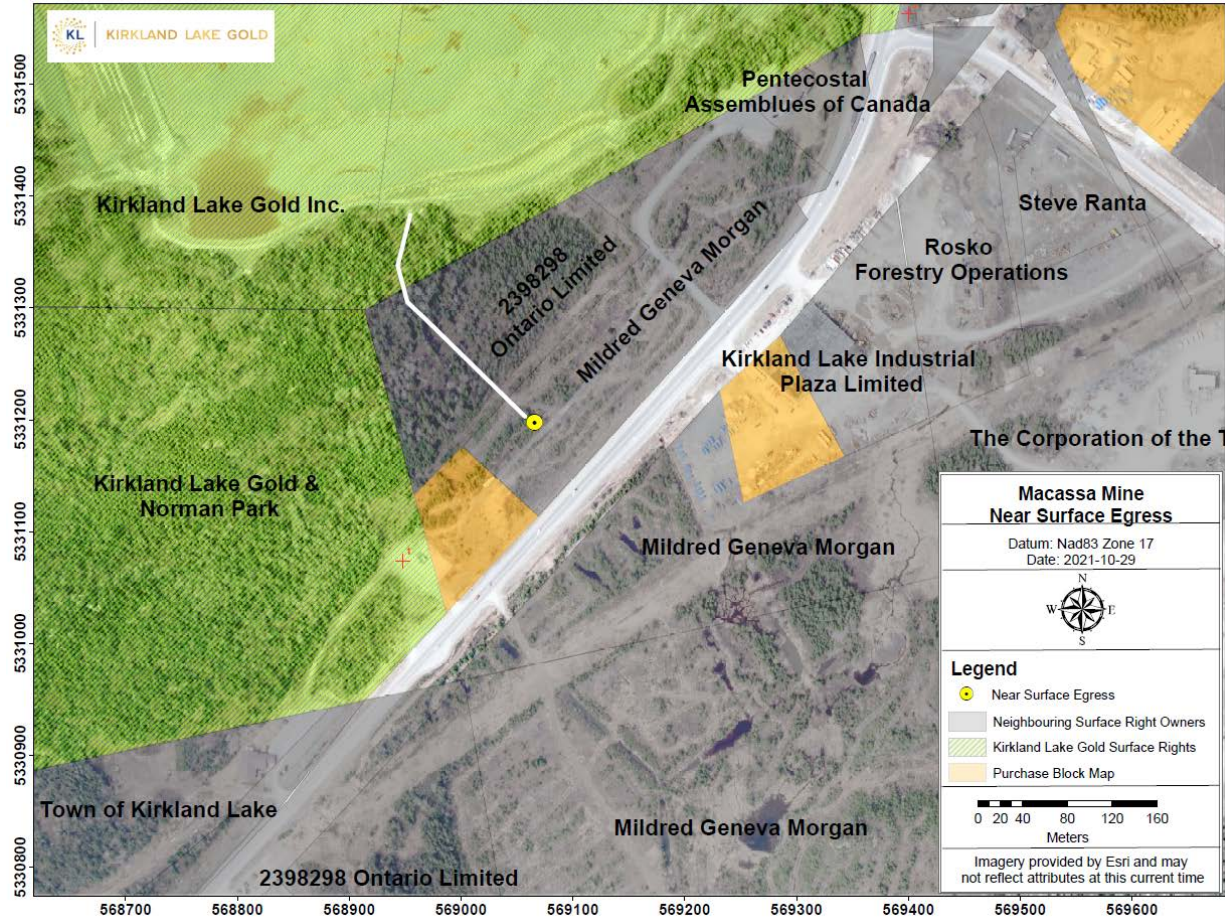 KL | KIRKLAND LAKE GOLD
Pentecostal
Assemblues of Canada
Kirkland Lake Gold Inc.
Steve Ranta
2398298
Ontario Limited
Mildred Geneva Morgan
Rosko
Forestry Operations
Kirkland Lake Industrial
Plaza Limited
The Corporation of the T
Kirkland Lake Gold &
Norman Park
Mildred Geneva Morgan
Town of Kirkland Lake
Mildred Geneva Morgan
2398298 Ontario Limited
Macassa Mine
Near Surface Egress
Datum: Nad83 Zone 17
Date: 2021-10-29
N
W E
S
Legend
Near Surface Egress
Neighbouring Surface Right Owners
Kirkland Lake Gold Surface Rights
Purchase Block Map
0 20 40 80 120 160
Meters
Imagery provided by Esri and may
not reflect attributes at this current time
5331500
5331400
5331300
5331200
5331100
5331000
5330900
5330800
568700 568800 568900 569000 569100 569200 569300 569400 569500 569600